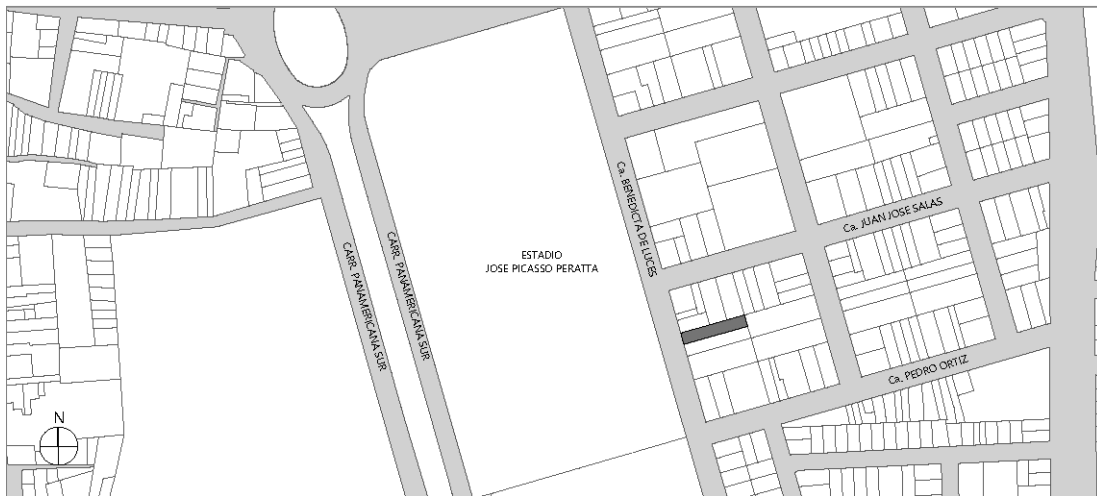 Ca. BENEDICTA DE LUCES
Ca. JUAN JOSE SALAS
CARR. PANAMERICANA SUR
CARR. PANAMERICANA SUR
ESTADIO
JOSE PICASSO PERATTA
Ca. PEDRO ORTIZ
N